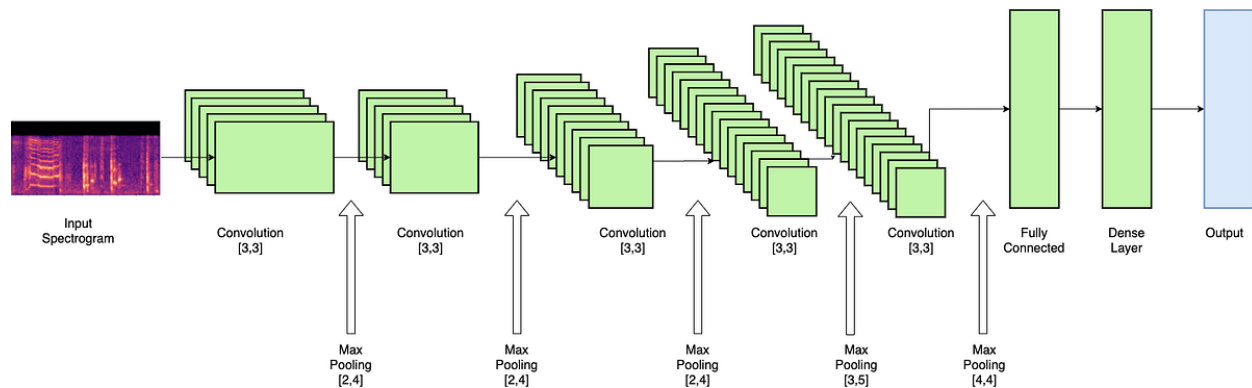 Input
Spectrogram
Convolution
[3,3]
Convolution
[3,3]
Convolution
[3,3]
Convolution
[3,3]
Convolution
[3,3]
Fully
Connected
Dense
Layer
Output
Max
Pooling
[2,4]
Max
Pooling
[2,4]
Max
Pooling
[2,4]
Max
Pooling
[3,5]
Max
Pooling
[4,4]